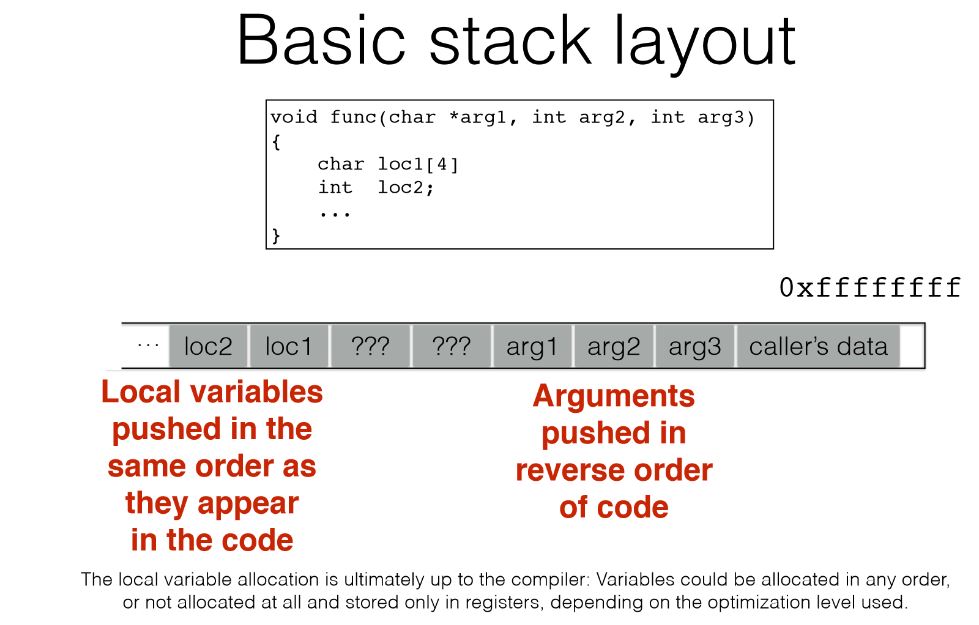 Basic stack layout
void func(char *arg1, int arg2, int arg3)
{
    char loc1[4]
    int  loc2;
    ...
}
0xffffffff
... loc2 loc1 ??? ??? arg1 arg2 arg3 caller's data
Local variables
pushed in the
same order as
they appear
in the code
Arguments
pushed in
reverse order
of code
The local variable allocation is ultimately up to the compiler: Variables could be allocated in any order,
or not allocated at all and stored only in registers, depending on the optimization level used.